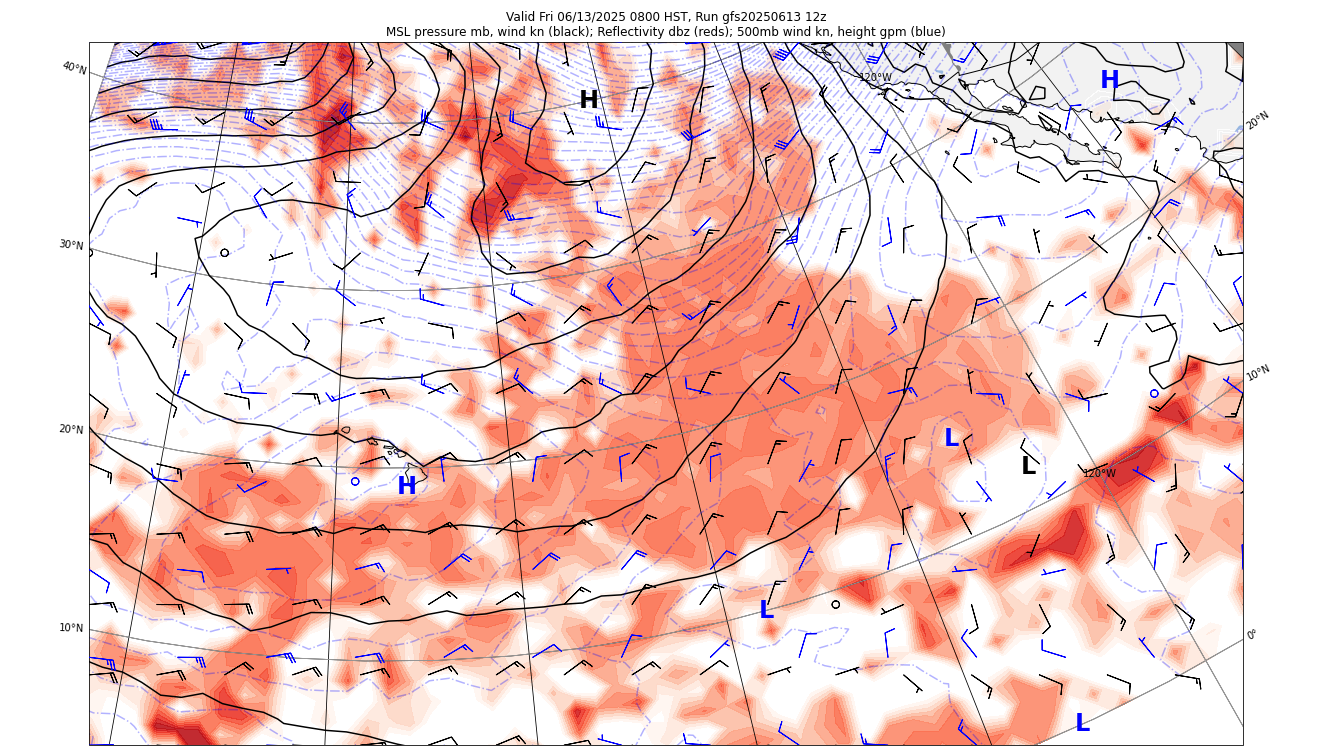 Valid Fri 06/13/2025 0800 HST, Run gfs20250613 12z
MSL pressure mb, wind kn (black); Reflectivity dbz (reds); 500mb wind kn, height gpm (blue)
40°N
120°W
H
H
20°N
30°N
10°N
20°N
L
L
120°W
H
10°N
L
0°
L